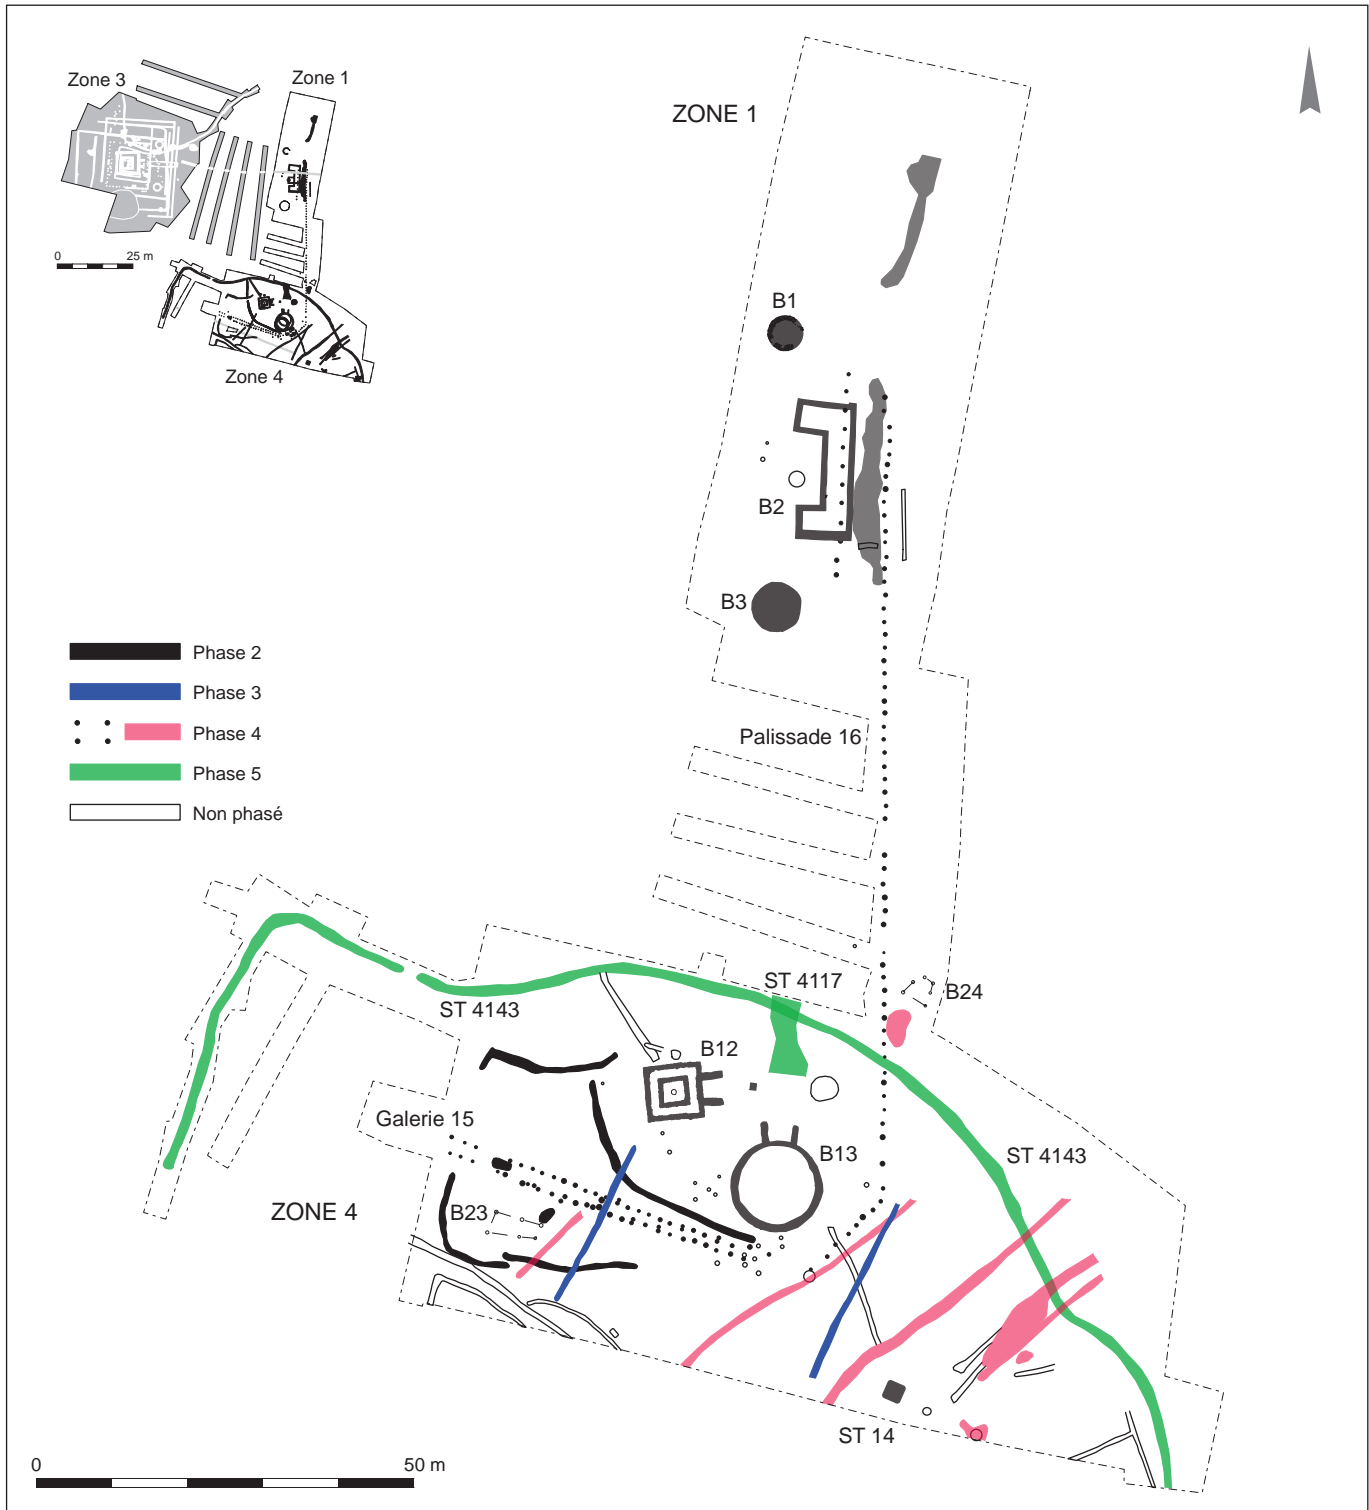 Zone 3
Zone 1
0
25 m
Zone 4
ZONE 1
B1
B2
B3
Phase 2
Phase 3
Phase 4
Phase 5
Non phasé
Palissade 16
ST 4143
ST 4117
B24
B12
Galerie 15
B13
ST 4143
B23
ZONE 4
ST 14
0
50 m